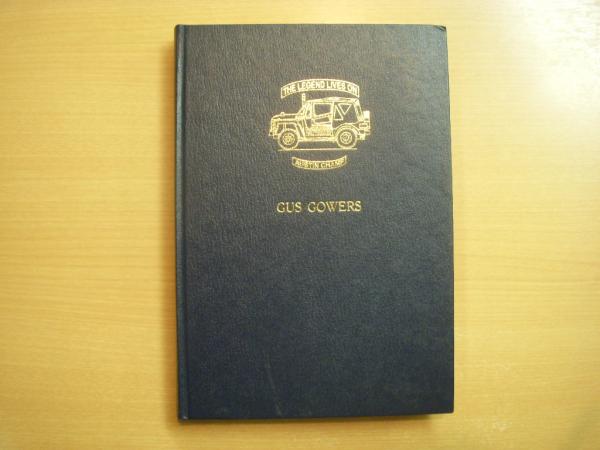 THE LEGEND LIVES ON
AUSTIN CHAMP
GUS GOWERS